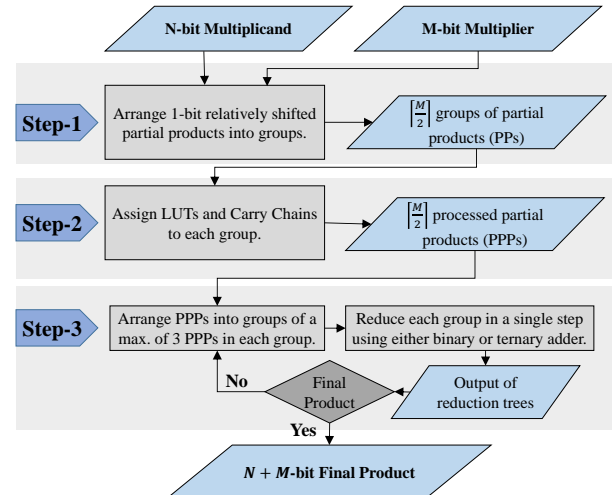 N-bit Multiplicand
M-bit Multiplier
Step-1
Arrange 1-bit relatively shifted
partial products into groups.
⌈M/2⌉ groups of partial
products (PPs)
Step-2
Assign LUTs and Carry Chains
to each group.
⌈M/2⌉ processed partial
products (PPPs)
Step-3
Arrange PPPs into groups of a
max. of 3 PPPs in each group.
Reduce each group in a single step
using either binary or ternary adder.
No
Final
Product
Output of
reduction trees
Yes
N + M-bit Final Product